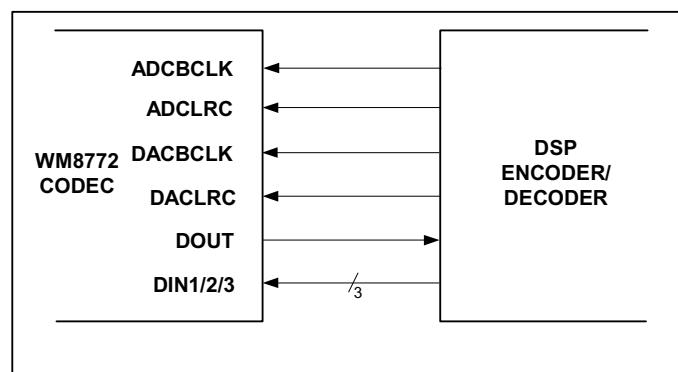 ADCBCLK
ADCLRC
DACBCLK
DACLRC
DOUT
DIN1/2/3
WM8772
CODEC
DSP
ENCODER/
DECODER
3